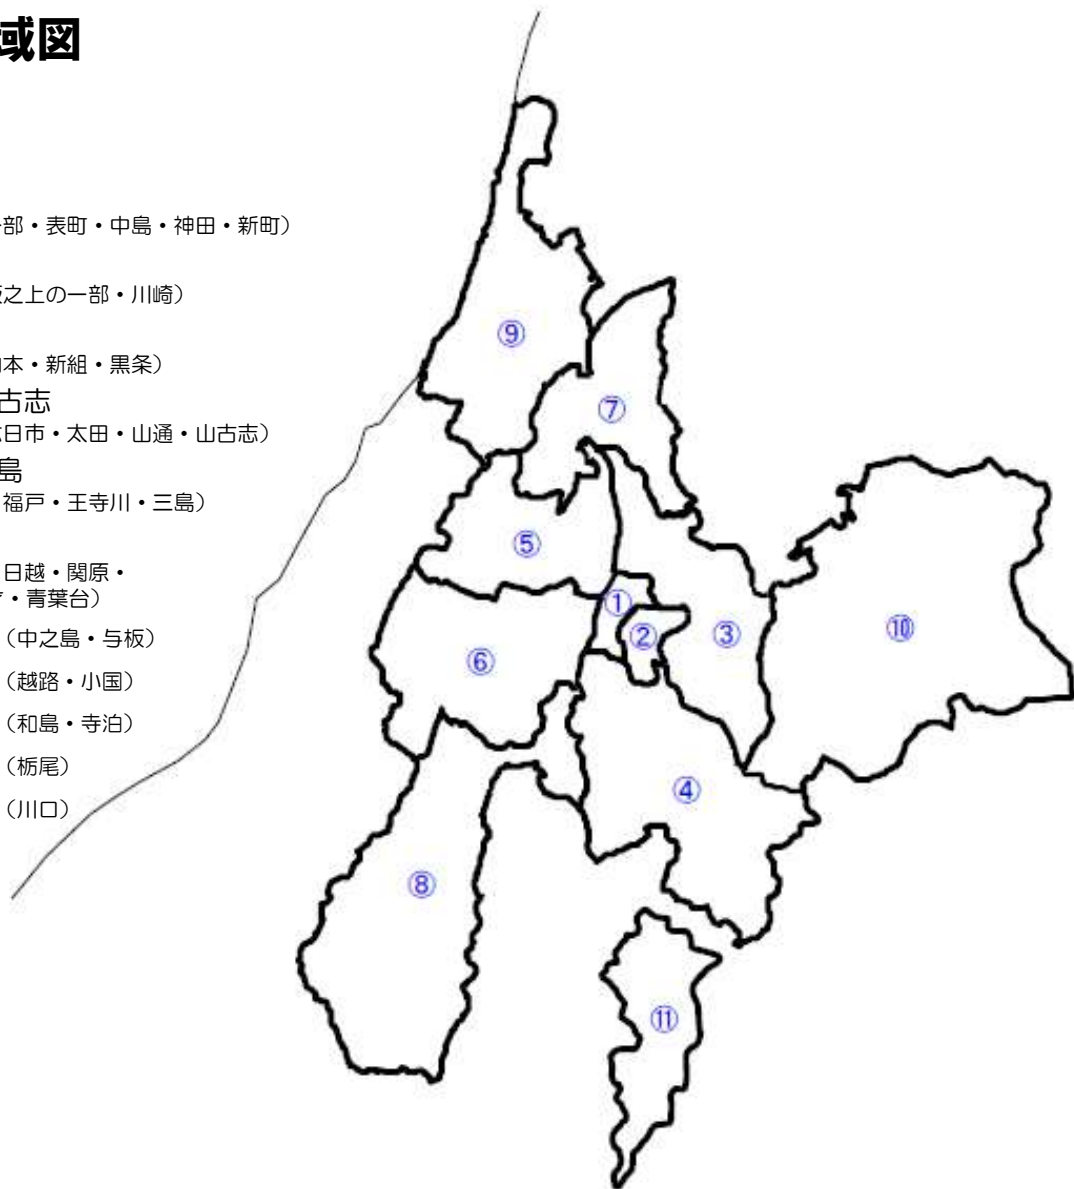 域図
部・表町・中島・神田・新町）
之上の一部・川崎）
本・新組・黒条）
古志
日市・太田・山通・山古志）
島
福戸・王寺川・三島）
日越・関原・
・青葉台）
（中之島・与板）
（越路・小国）
（和島・寺泊）
（栃尾）
（川口）
⑨
⑦
⑤
①
②
③
⑩
⑥
④
⑧
⑪